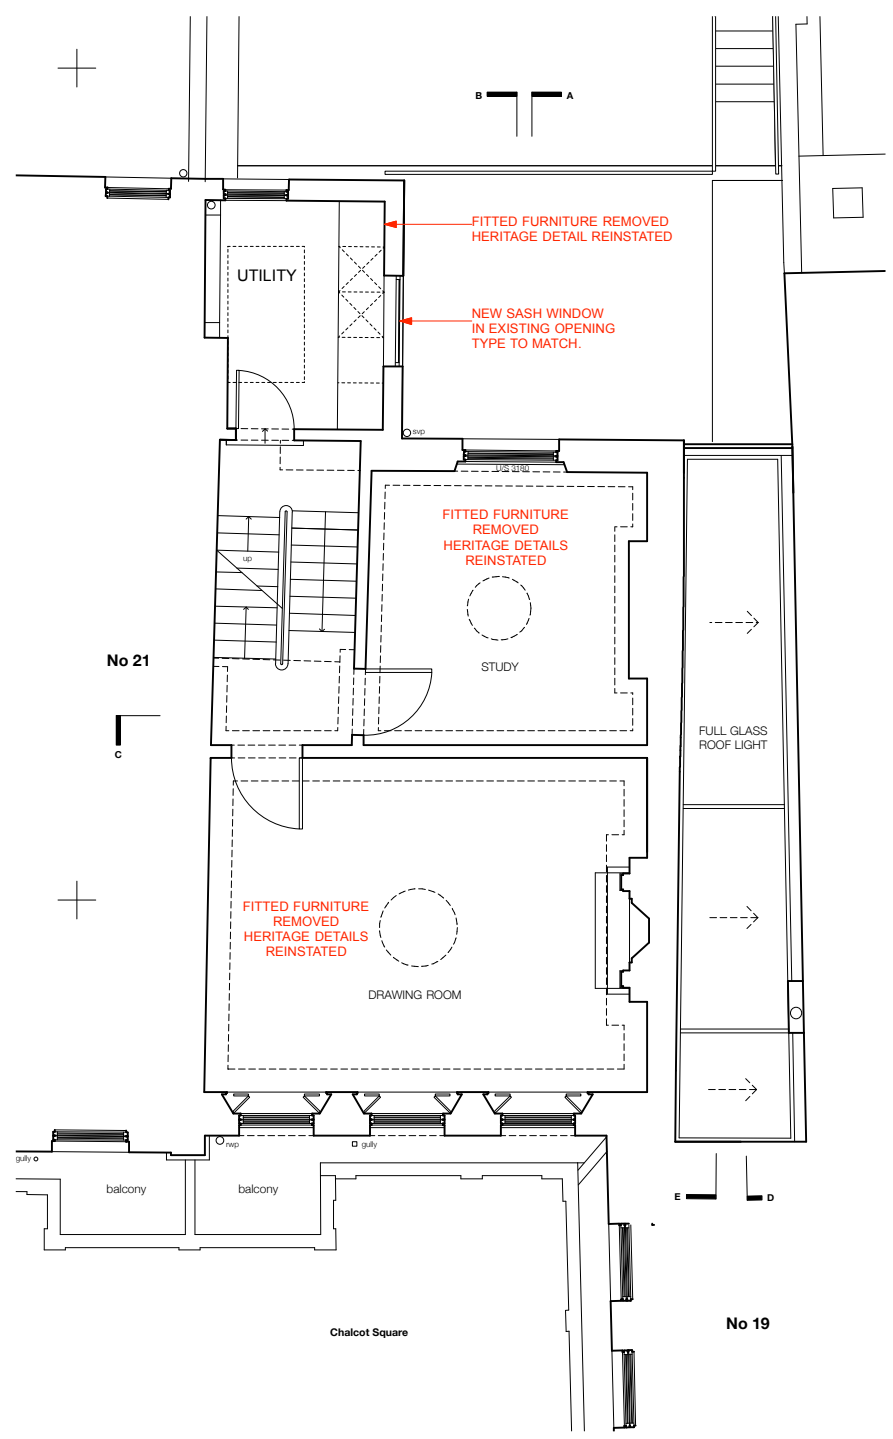 B
A
FITTED FURNITURE REMOVED
HERITAGE DETAIL REINSTATED
UTILITY
NEW SASH WINDOW
IN EXISTING OPENING
TYPE TO MATCH.
svp
U/S 3180
FITTED FURNITURE
REMOVED
HERITAGE DETAILS
REINSTATED
up
No 21
STUDY
C
FULL GLASS
ROOF LIGHT
FITTED FURNITURE
REMOVED
HERITAGE DETAILS
REINSTATED
DRAWING ROOM
rwp
gully
gully
balcony
balcony
E
D
No 19
Chalcot Square